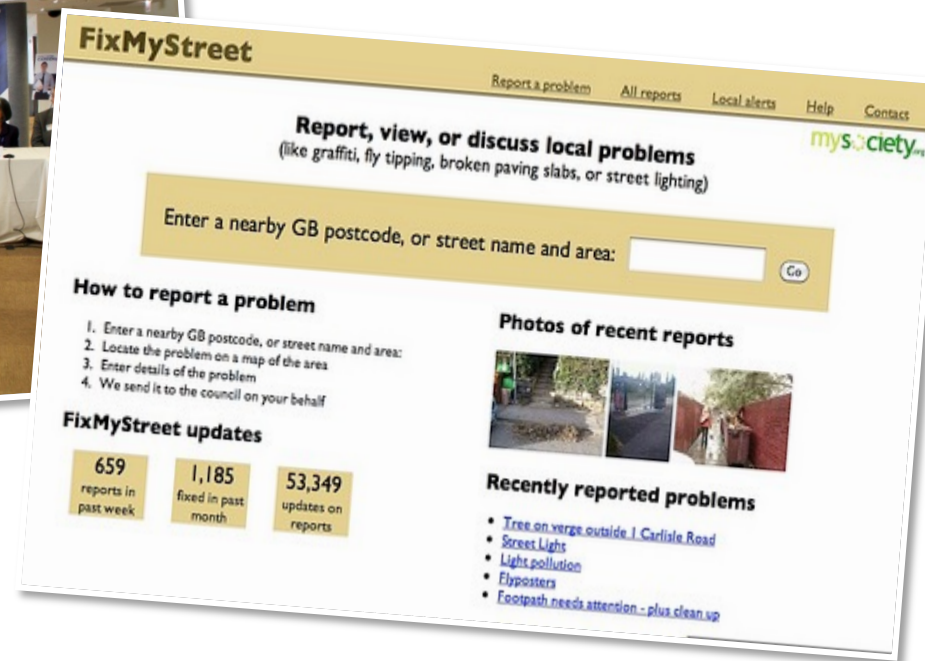 FixMyStreet
Report a problem All reports Local alerts Help Contact
mysociety.org
Report, view, or discuss local problems
(like graffiti, fly tipping, broken paving slabs, or street lighting)
Enter a nearby GB postcode, or street name and area:
Go
How to report a problem
1. Enter a nearby GB postcode, or street name and area:
2. Locate the problem on a map of the area
3. Enter details of the problem
4. We send it to the council on your behalf
FixMyStreet updates
659
reports in
past week
1,185
fixed in past
month
53,349
updates on
reports
Photos of recent reports
Recently reported problems
Tree on verge outside 1 Carlisle Road
Street Light
Light pollution
Flyposters
Footpath needs attention - plus clean up